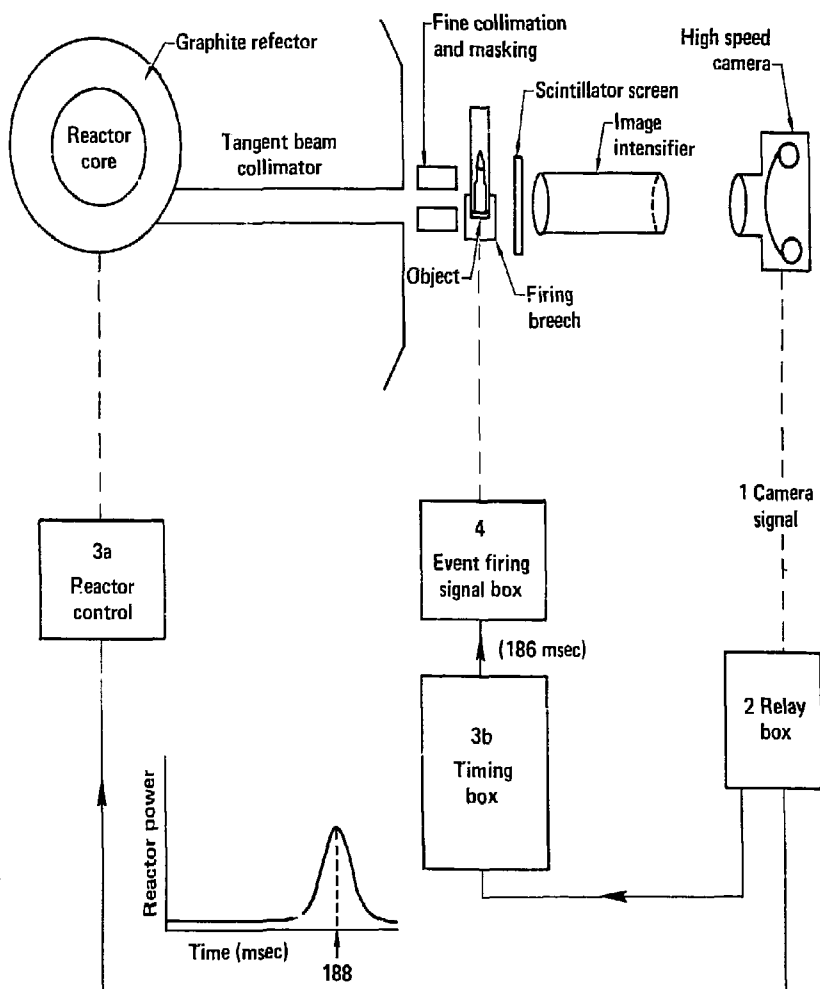 Graphite refector
Reactor
core
Tangent beam
collimator
Fine collimation
and masking
Scintillator screen
Image
intensifier
High speed
camera
Object
Firing
breech
1 Camera
signal
3a
Reactor
control
4
Event firing
signal box
(186 msec)
3b
Timing
box
2 Relay
box
Reactor power
Time (msec)
188